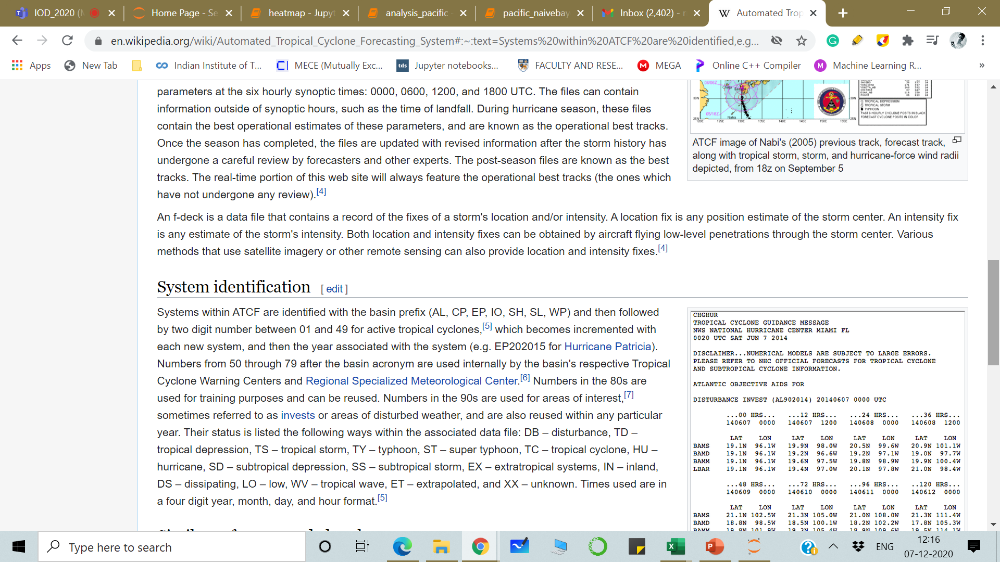 IOD_2020 (
Home Page - Se
heatmap - Jupyt
analysis_pacific
pacific_naivebay
Inbox (2,402) -
Automated Trop
en.wikipedia.org/wiki/Automated_Tropical_Cyclone_Forecasting_System#:~:text=Systems%20within%20ATCF%20are%20identified,e.g...
Apps
New Tab
Indian Institute of T...
MECE (Mutually Exc...
tds
Jupyter notebooks...
FACULTY AND RESE...
MEGA
Online C++ Compiler
Machine Learning R...
»
parameters at the six hourly synoptic times: 0000, 0600, 1200, and 1800 UTC. The files can contain
information outside of synoptic hours, such as the time of landfall. During hurricane season, these files
contain the best operational estimates of these parameters, and are known as the operational best tracks.
Once the season has completed, the files are updated with revised information after the storm history has
undergone a careful review by forecasters and other experts. The post-season files are known as the best
tracks. The real-time portion of this web site will always feature the operational best tracks (the ones which
have not undergone any review).[4]
06/06Z
05/18Z
Naha
30N
25N
120E 125E 130E 135E 140E 145E 150E 155E
30N
25N
TROPICAL DEPRESSION
TROPICAL STORM
TYPHOON
PAST 6 HOURLY CYCLONE POSITS IN BLACK
FORECAST CYCLONE POSITS IN COLOR
ATCF image of Nabi's (2005) previous track, forecast track,
along with tropical storm, storm, and hurricane-force wind radii
depicted, from 18z on September 5
An f-deck is a data file that contains a record of the fixes of a storm's location and/or intensity. A location fix is any position estimate of the storm center. An intensity fix
is any estimate of the storm's intensity. Both location and intensity fixes can be obtained by aircraft flying low-level penetrations through the storm center. Various
methods that use satellite imagery or other remote sensing can also provide location and intensity fixes.[4]
System identification [ edit ]
Systems within ATCF are identified with the basin prefix (AL, CP, EP, IO, SH, SL, WP) and then followed
by two digit number between 01 and 49 for active tropical cyclones,[5] which becomes incremented with
each new system, and then the year associated with the system (e.g. EP202015 for Hurricane Patricia).
Numbers from 50 through 79 after the basin acronym are used internally by the basin's respective Tropical
Cyclone Warning Centers and Regional Specialized Meteorological Center.[6] Numbers in the 80s are
used for training purposes and can be reused. Numbers in the 90s are used for areas of interest,[7]
sometimes referred to as invests or areas of disturbed weather, and are also reused within any particular
year. Their status is listed the following ways within the associated data file: DB – disturbance, TD –
tropical depression, TS – tropical storm, TY – typhoon, ST – super typhoon, TC – tropical cyclone, HU –
hurricane, SD – subtropical depression, SS – subtropical storm, EX – extratropical systems, IN – inland,
DS – dissipating, LO – low, WV – tropical wave, ET – extrapolated, and XX – unknown. Times used are in
a four digit year, month, day, and hour format.[5]
CHGHUR
TROPICAL CYCLONE GUIDANCE MESSAGE
NWS NATIONAL HURRICANE CENTER MIAMI FL
0020 UTC SAT JUN 7 2014
DISCLAIMER...NUMERICAL MODELS ARE SUBJECT TO LARGE ERRORS.
PLEASE REFER TO NHC OFFICIAL FORECASTS FOR TROPICAL CYCLONE
AND SUBTROPICAL CYCLONE INFORMATION.
ATLANTIC OBJECTIVE AIDS FOR
DISTURBANCE INVEST (AL902014) 20140607 0000 UTC
...00 HRS... ...12 HRS... ...24 HRS... ...36 HRS...
140607 0000 140607 1200 140608 0000 140608 1200
LAT LON LAT LON LAT LON LAT LON
BAMS 19.1N 96.1W 19.9N 98.0W 20.5N 99.6W 20.9N 101.1W
BAMD 19.1N 96.1W 19.2N 96.6W 19.2N 97.1W 19.0N 97.7W
BAMM 19.1N 96.1W 19.6N 97.5W 19.8N 98.9W 19.9N 100.4W
LBAR 19.1N 96.1W 19.4N 97.0W 20.1N 97.8W 21.0N 98.4W
...48 HRS... ...72 HRS... ...96 HRS... ..120 HRS...
140609 0000 140610 0000 140611 0000 140612 0000
LAT LON LAT LON LAT LON LAT LON
BAMS 21.1N 102.5W 21.3N 105.0W 21.0N 108.0W 21.3N 111.4W
BAMD 18.8N 98.5W 18.5N 100.1W 18.2N 102.2W 17.8N 105.3W
Type here to search
ENG
12:16
07-12-2020